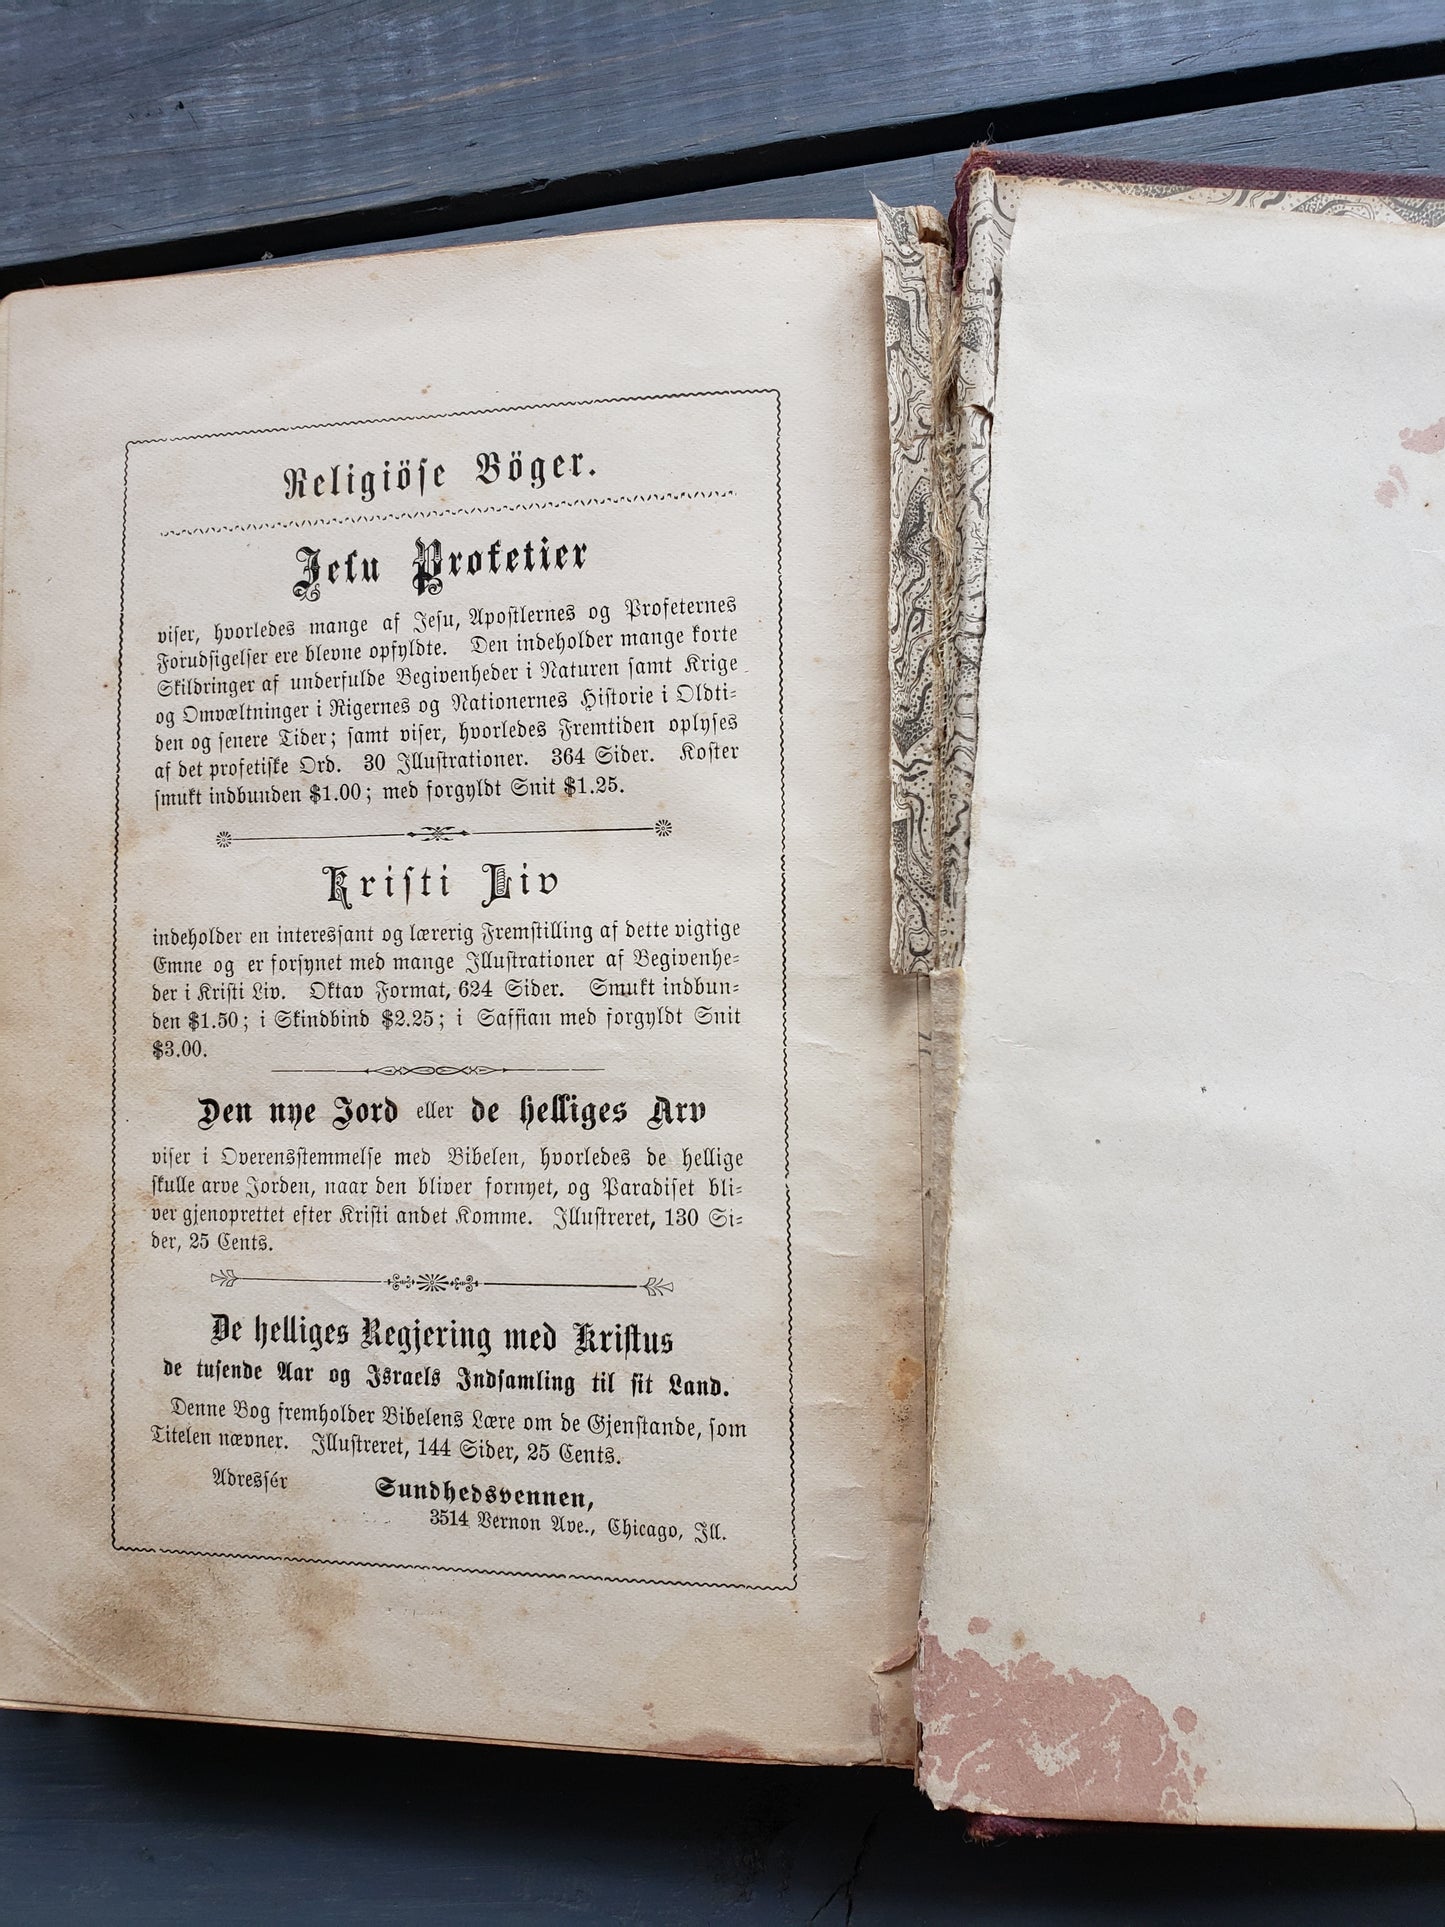 Religiöse Böger.
Jesu Profetier
viser, hvorledes mange af Jesu, Apostlernes og Profeternes
Forudsigelser ere blevne opfyldte. Den indeholder mange korte
Skildringer af underfulde Begivenheder i Naturen samt Krige
og Omvæltninger i Rigernes og Nationernes Historie i Oldti-
den og senere Tider; samt viser, hvorledes Fremtiden oplyses
af det profetiske Ord. 30 Illustrationer. 364 Sider. Koster
smukt indbunden $1.00; med forgyldt Snit $1.25.
Kristi Liv
indeholder en interessant og lærerig Fremstilling af dette vigtige
Emne og er forsynet med mange Illustrationer af Begivenhe-
der i Kristi Liv. Oktav Format, 624 Sider. Smukt indbun-
den $1.50; i Skindbind $2.25; i Saffian med forgyldt Snit
$3.00.
Den nye Jord eller de helliges Arv
viser i Overensstemmelse med Bibelen, hvorledes de hellige
skulle arve Jorden, naar den bliver fornyet, og Paradiset bli-
ver gjenoprettet efter Kristi andet Komme. Illustreret, 130 Si-
der, 25 Cents.
De helliges Regjering med Kristus
de tusende Aar og Israels Indsamling til sit Land.
Denne Bog fremholder Bibelens Lære om de Gjenstande, som
Titelen nævner. Illustreret, 144 Sider, 25 Cents.
Adressér Sundhedsvennen,
3514 Vernon Ave., Chicago, Ill.